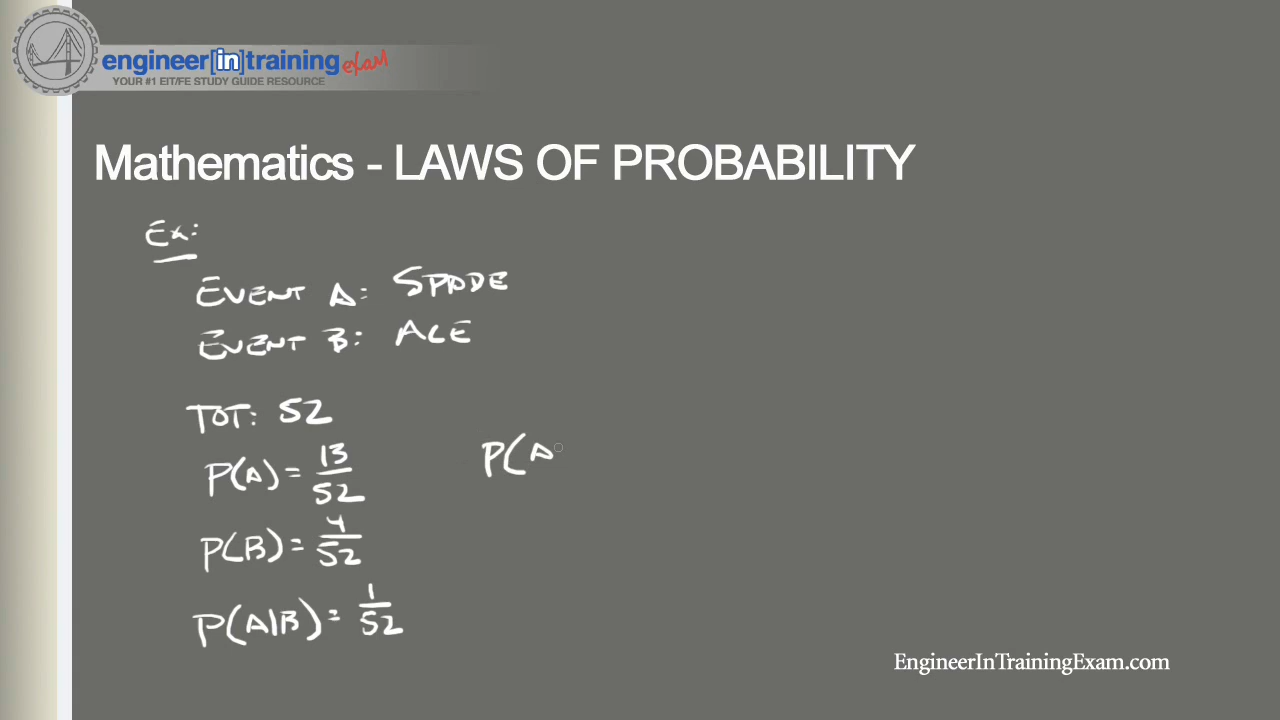 engineer[in]training exam
YOUR #1 EIT/FE STUDY GUIDE RESOURCE
Mathematics - LAWS OF PROBABILITY
Ex:
EVENT A: SPADE
EVENT B: ACE
TOT: 52
P(A) = 13/52
P(A
P(B) = 4/52
P(A|B) = 1/52
EngineerInTrainingExam.com